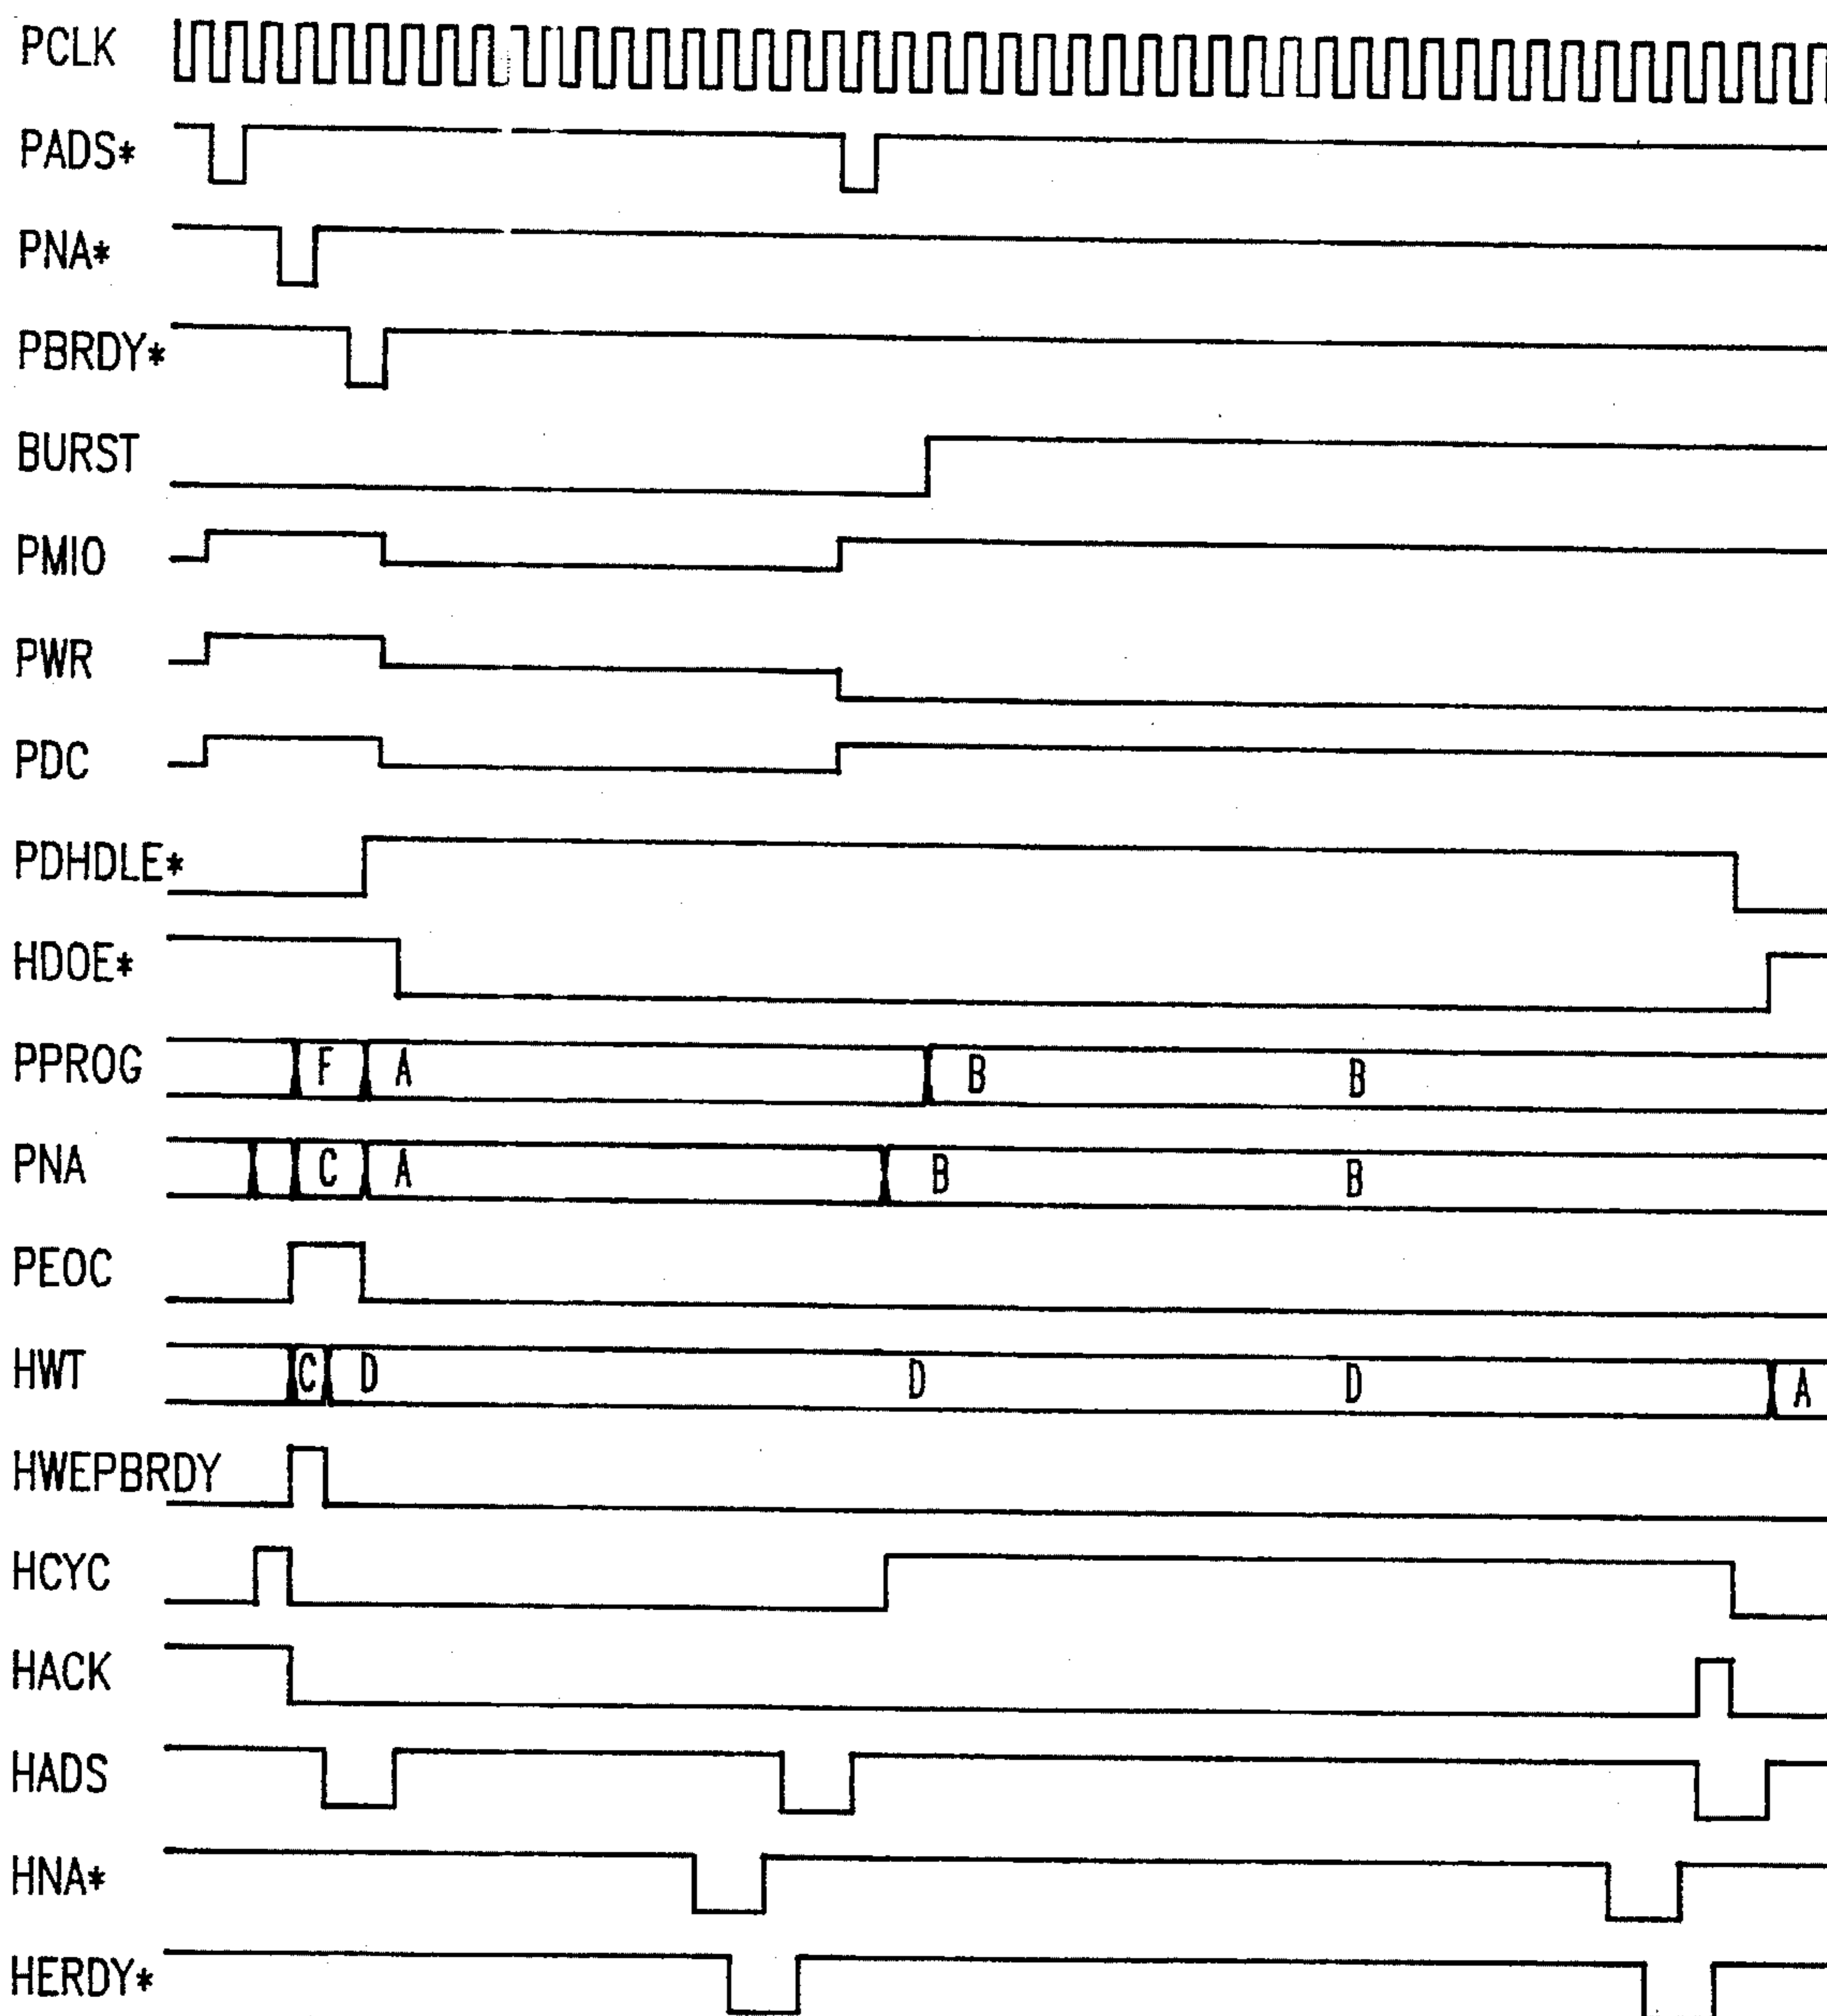 PCLK
PADS*
PNA*
PBRDY*
BURST
PMIO
PWR
PDC
PDHDLE*
HDOE*
PPROG F A B B
PNA C A B B
PEOC
HWT C D D D A
HWEPBRDY
HCYC
HACK
HADS
HNA*
HERDY*